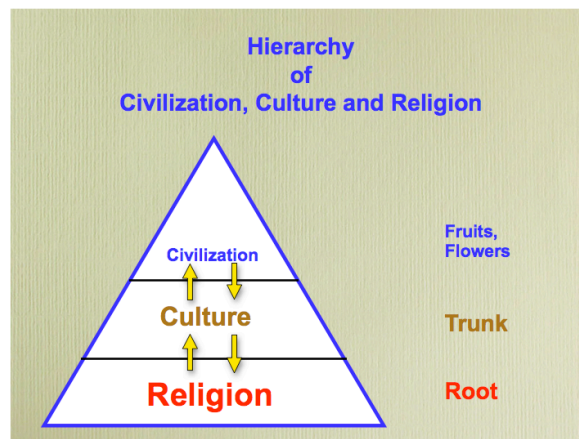 Hierarchy
of
Civilization, Culture and Religion
Civilization
Fruits,
Flowers
Culture
Trunk
Religion
Root